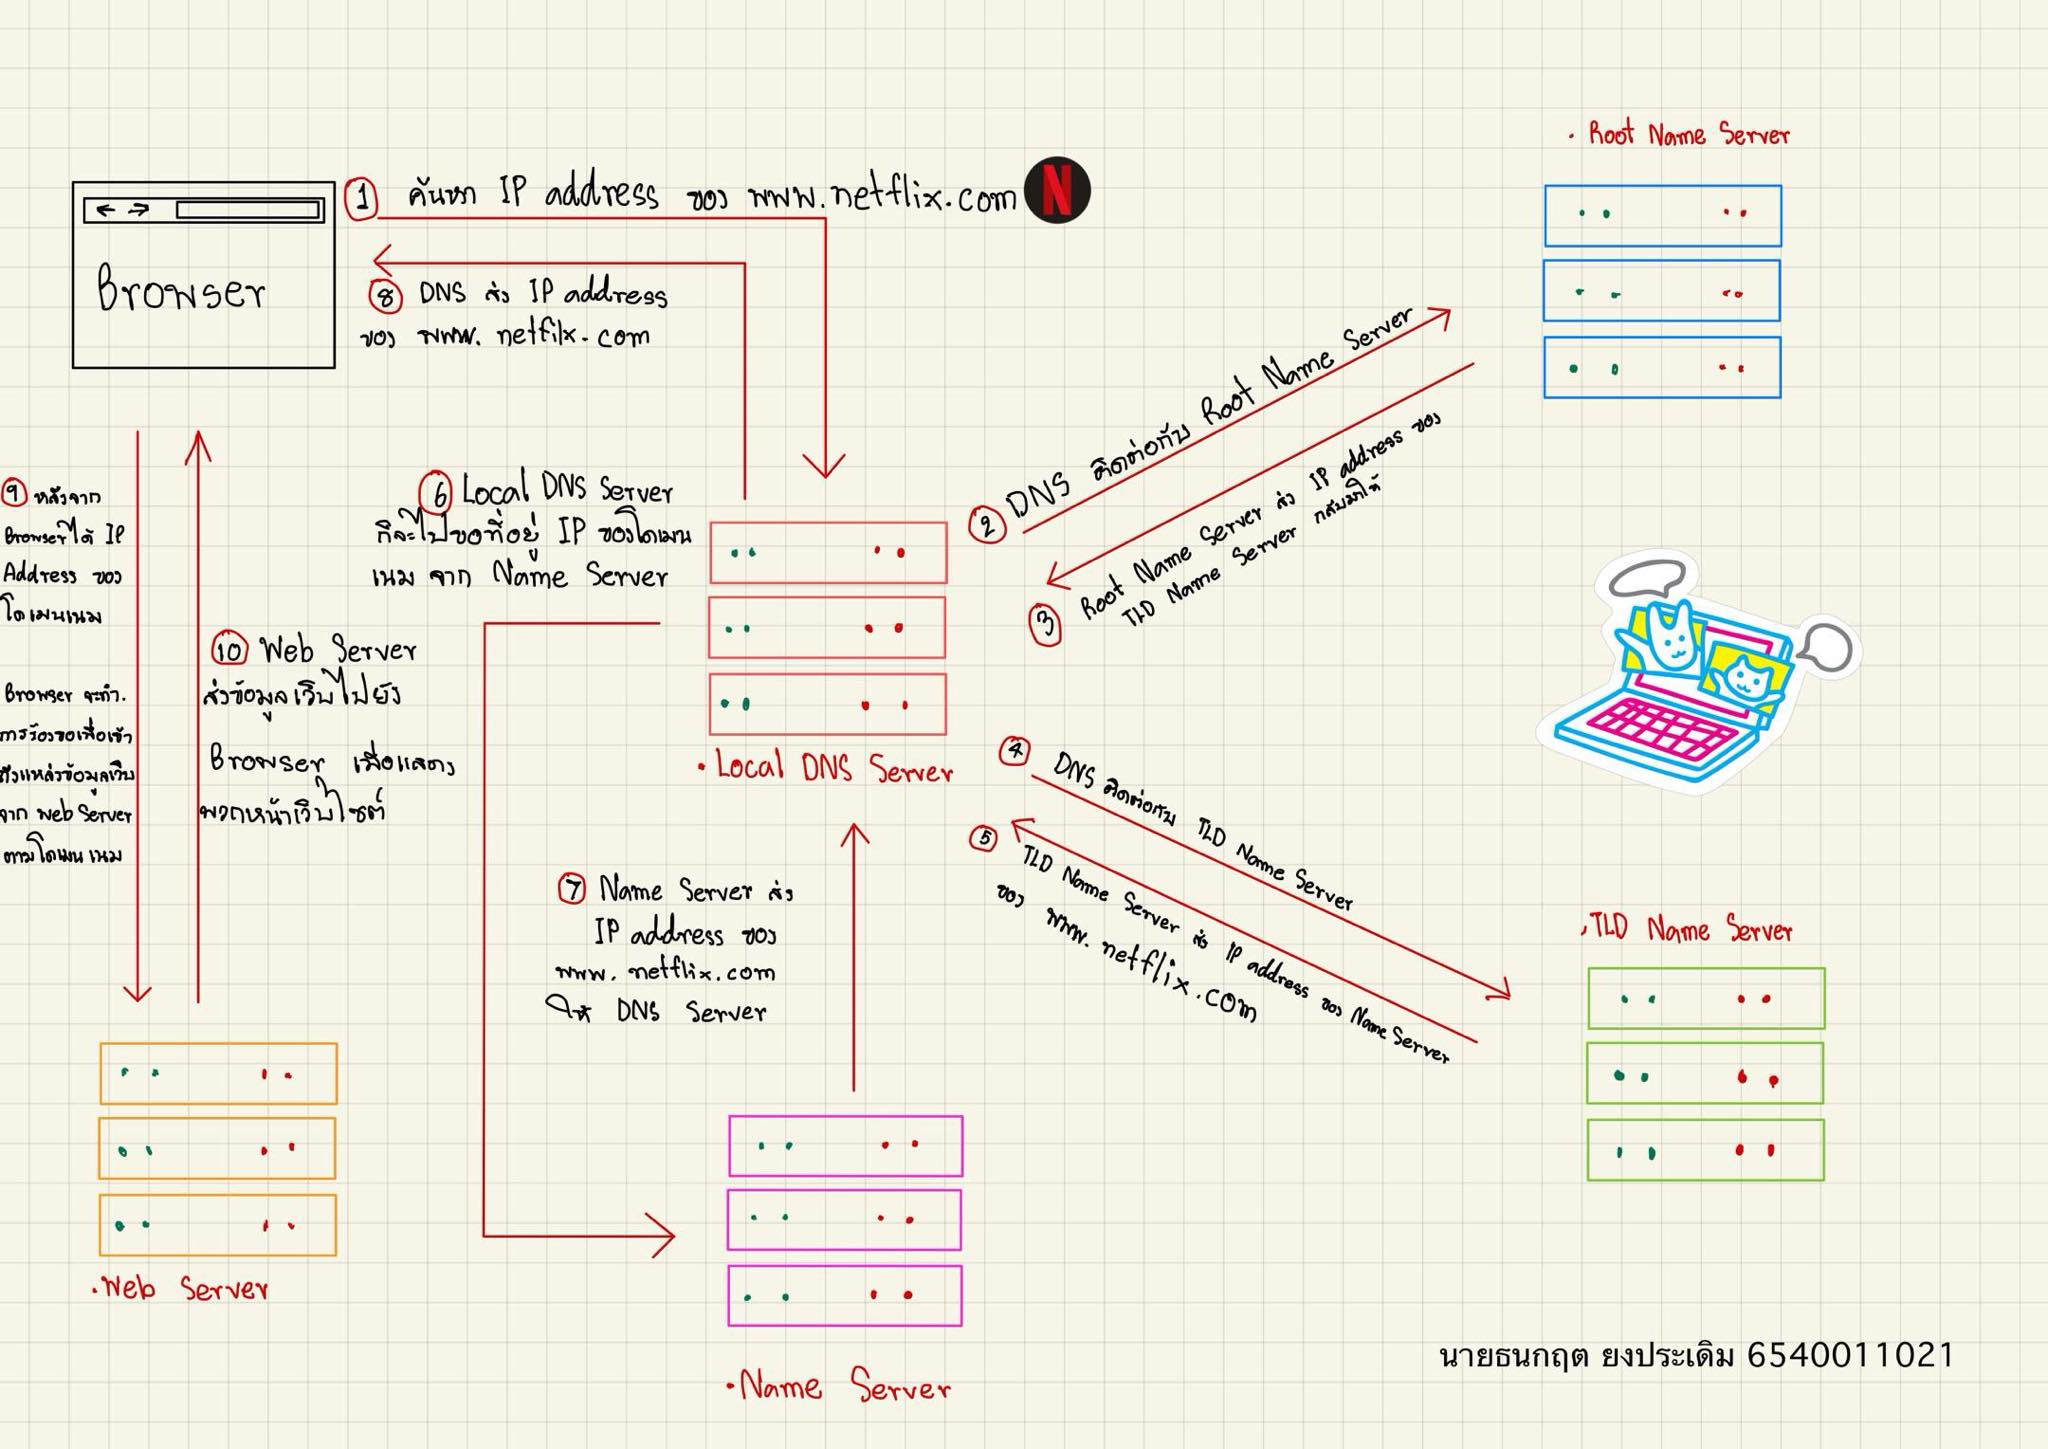 . Root Name Server
① ค้นหา IP address ของ www.netflix.com
N
Browser
⑧ DNS ส่ง IP address
ของ www. netfilx.com
② DNS ติดต่อกับ Root Name Server
③ Root Name Server ส่ง IP address ของ
TLD Name Server กลับมาให้
⑥ Local DNS Server
ก็จะไปขอที่อยู่ IP ของโดเมน
เนม จาก Name Server
⑨ หลังจาก
Browser ได้ IP
Address ของ
โดเมนเนม
Browser จะทำ.
การร้องขอเพื่อเข้า
ถึงแหล่งข้อมูลเว็บ
จาก Web Server
ตามโดเมนเนม
⑩ Web Server
ส่งข้อมูลเว็บไปยัง
Browser เพื่อแสดง
พวกหน้าเว็บไซต์
. Local DNS Server
④ DNS ติดต่อกับ TLD Name Server
⑤ TLD Name Server ส่ง IP address ของ Name Server
ของ www. netflix.com
⑦ Name Server ส่ง
IP address ของ
www. netflix.com
ให้ DNS Server
. TLD Name Server
. Web Server
. Name Server
นายธนกฤต ยงประเดิม 6540011021